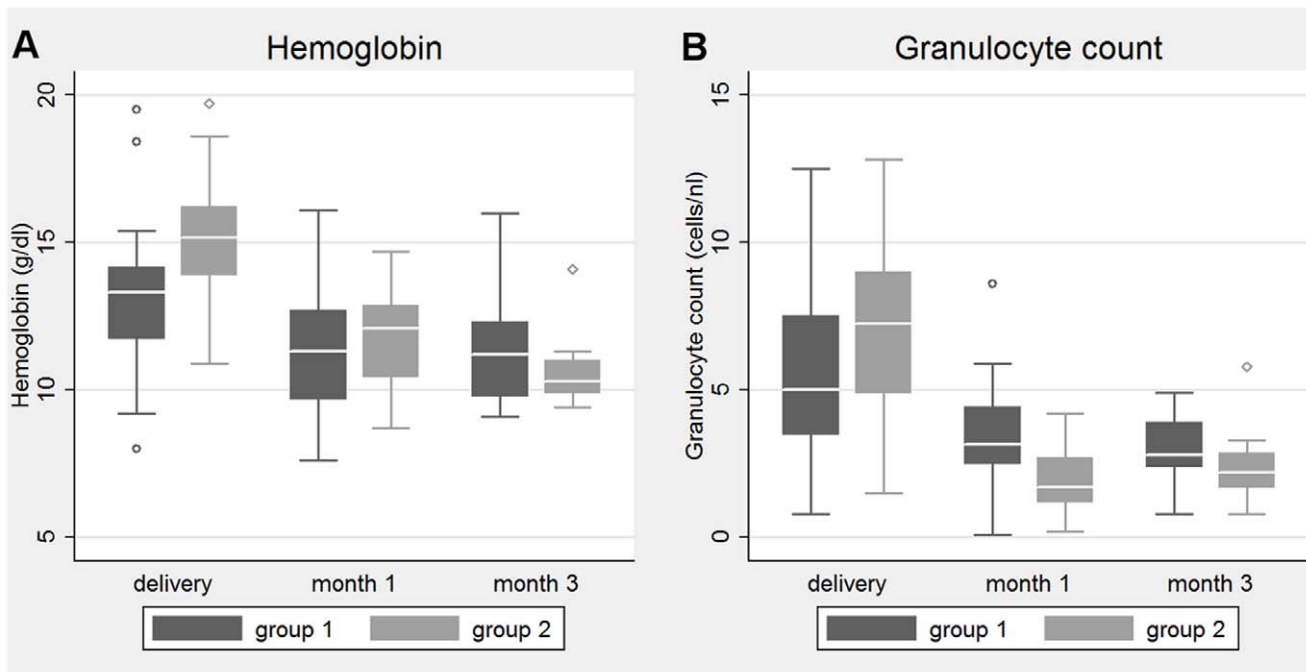 A
Hemoglobin
Hemoglobin (g/dl)
20
15
10
5
delivery month 1 month 3
group 1 group 2
B
Granulocyte count
Granulocyte count (cells/nl)
15
10
5
0
delivery month 1 month 3
group 1 group 2